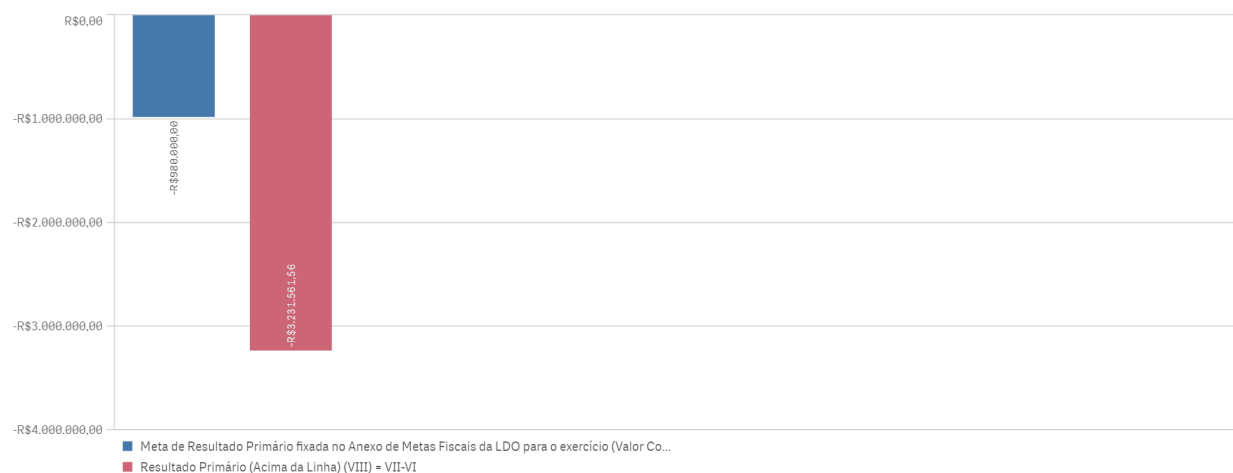 R$0,00
-R$1.000.000,00
-R$2.000.000,00
-R$3.000.000,00
-R$4.000.000,00
-R$980.000,00
-R$3.231.561,56
Meta de Resultado Primário fixada no Anexo de Metas Fiscais da LDO para o exercício (Valor Co...
Resultado Primário (Acima da Linha) (VIII) = VII-VI